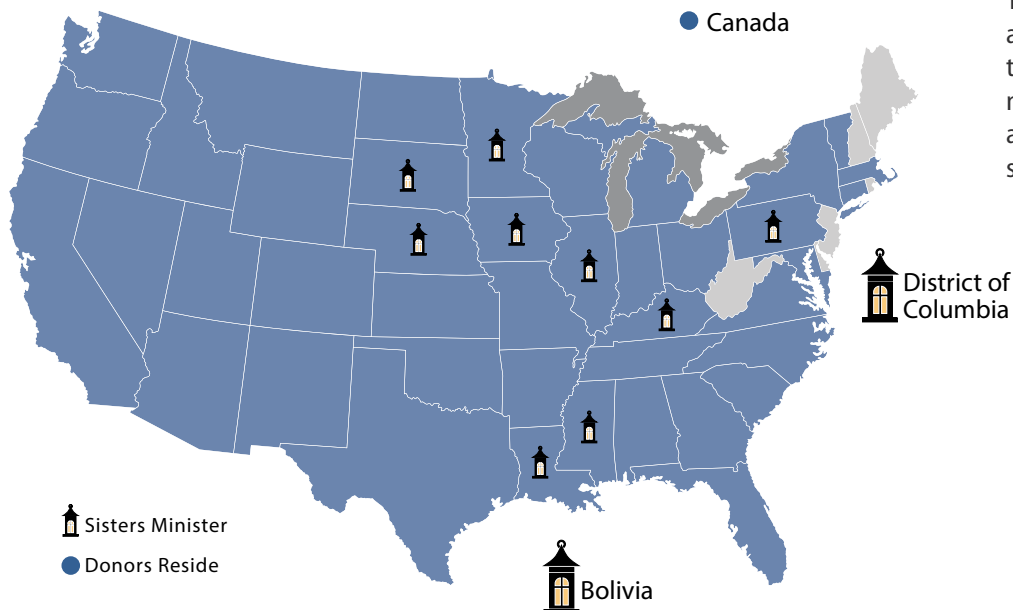 Canada
District of
Columbia
Sisters Minister
Donors Reside
Bolivia